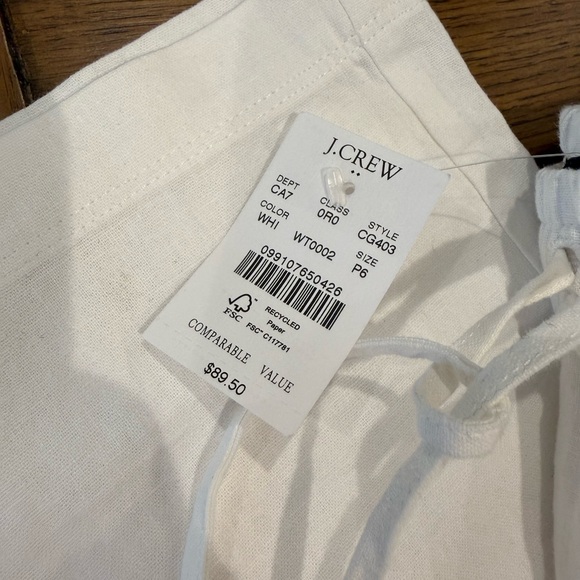 J.CREW
DEPT CLASS STYLE
CA7 0R0 CG403
COLOR SIZE
WHI WT0002 P6
099107650426
FSC
RECYCLED
Paper
FSC® C117781
COMPARABLE VALUE
$89.50